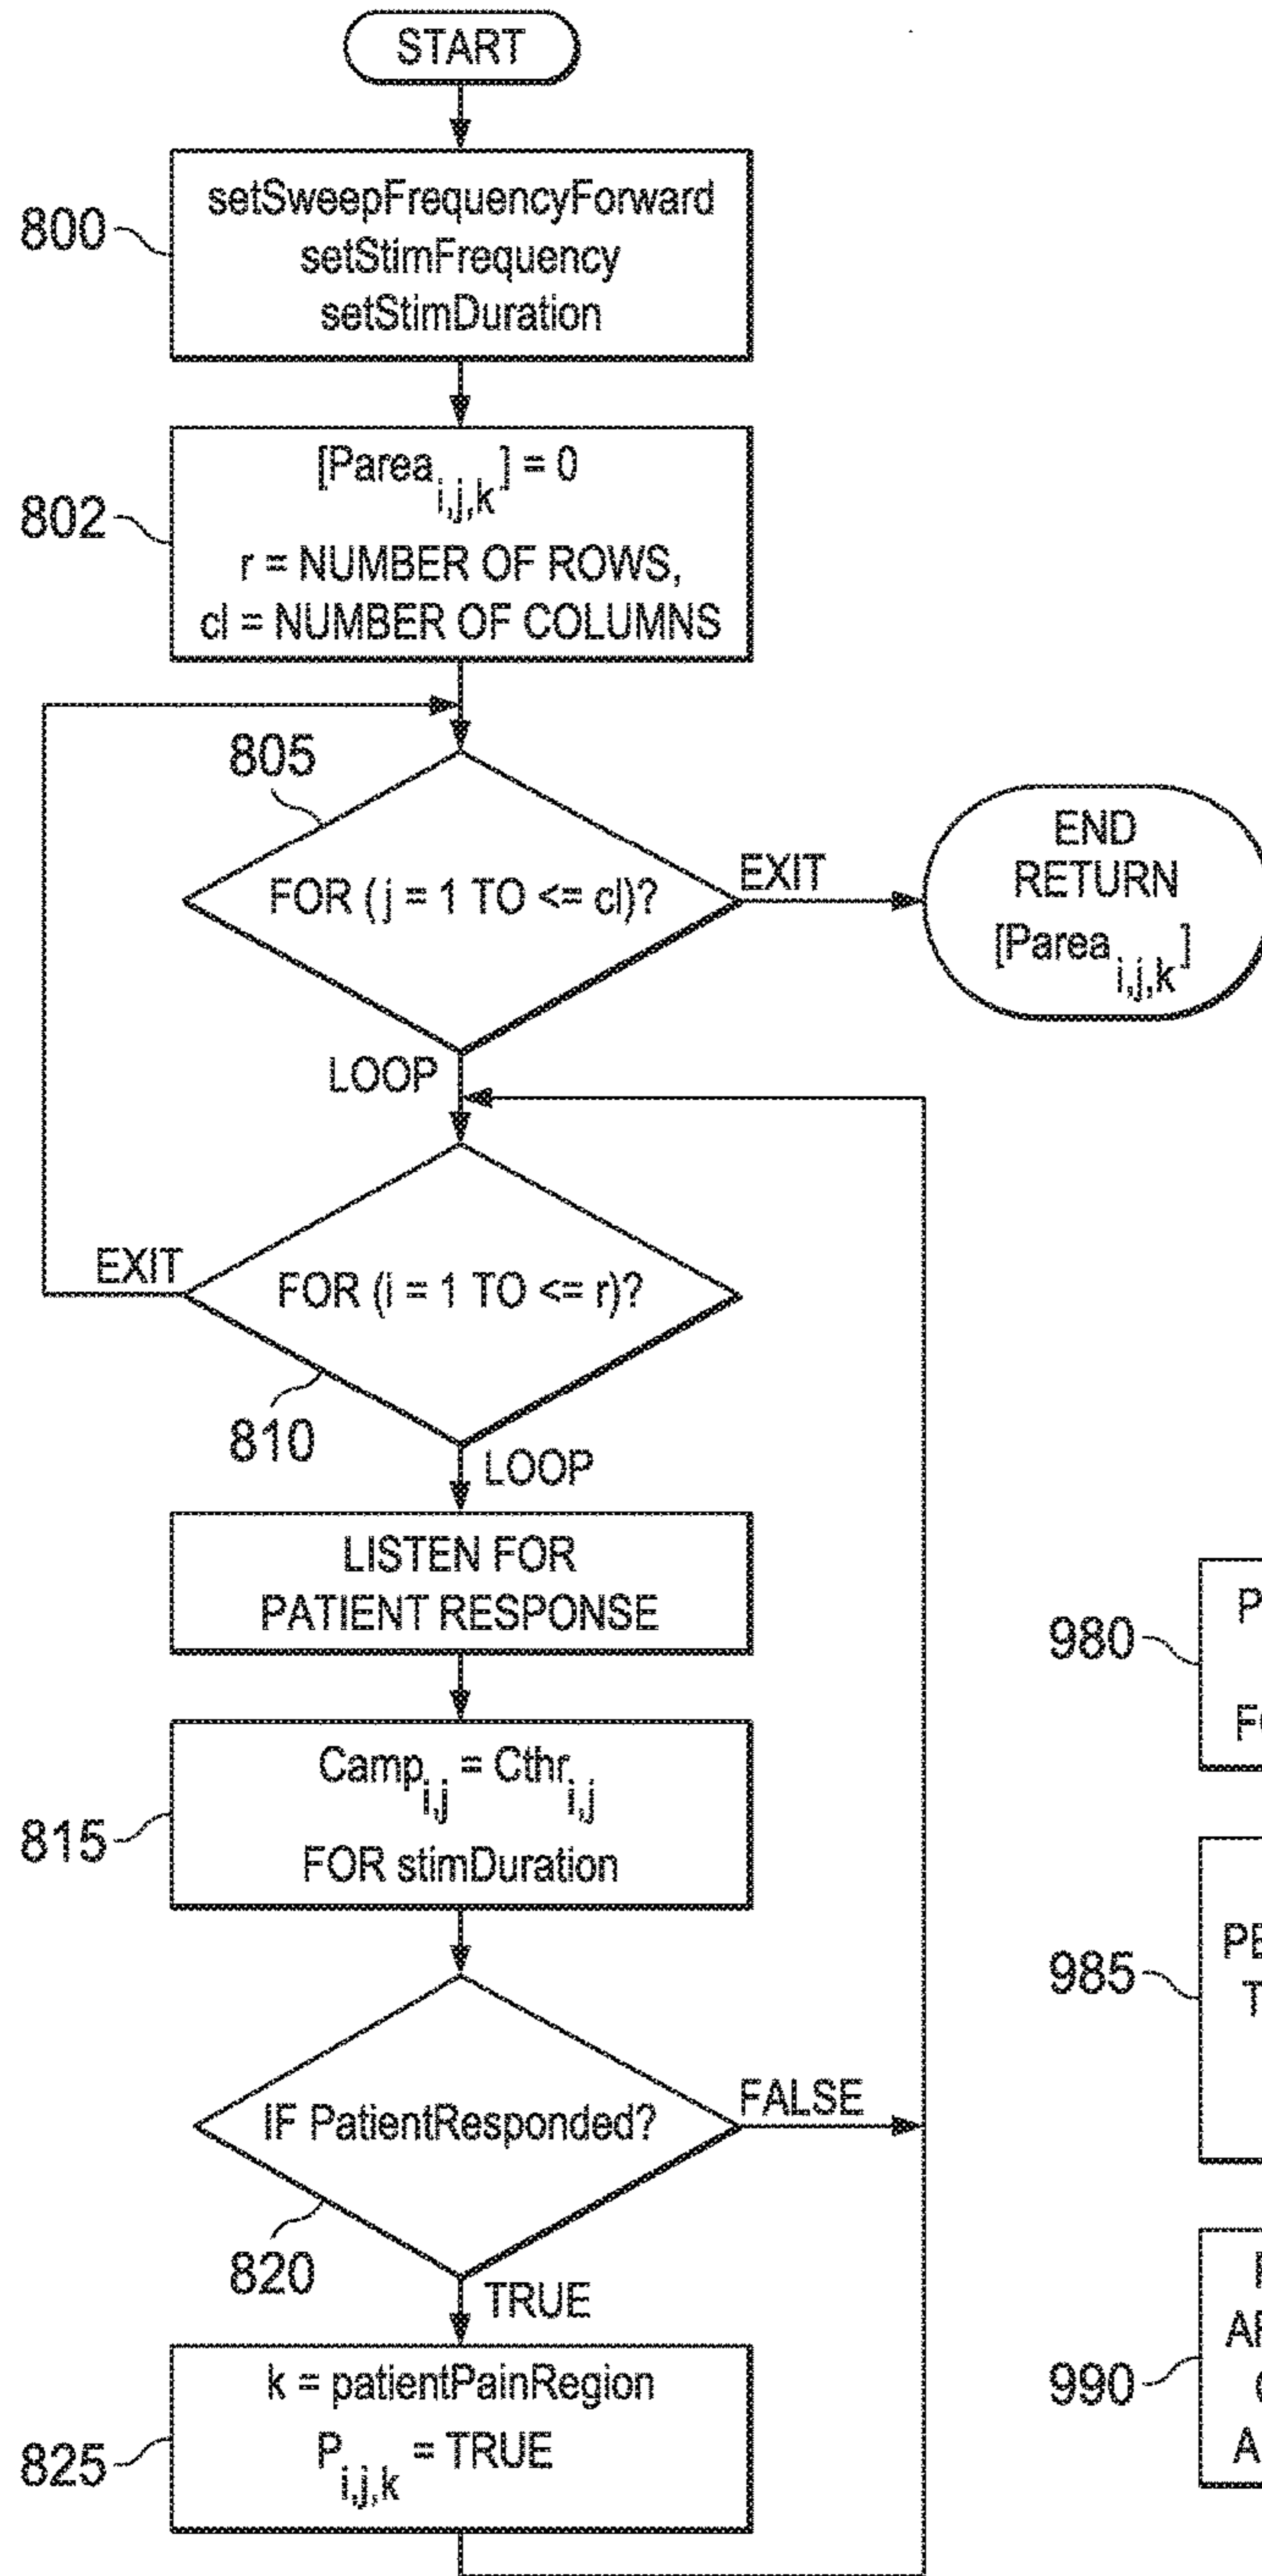 START
800
setSweepFrequencyForward
setStimFrequency
setStimDuration
802
[Parea i,j,k] = 0
r = NUMBER OF ROWS,
cl = NUMBER OF COLUMNS
805
FOR (j = 1 TO <= cl)?
EXIT
END
RETURN
[Parea i,j,k]
LOOP
EXIT
FOR (i = 1 TO <= r)?
810
LOOP
LISTEN FOR
PATIENT RESPONSE
815
Camp i,j = Cthr i,j
FOR stimDuration
IF PatientResponded?
FALSE
820
TRUE
825
k = patientPainRegion
P i,j,k = TRUE
980
985
990